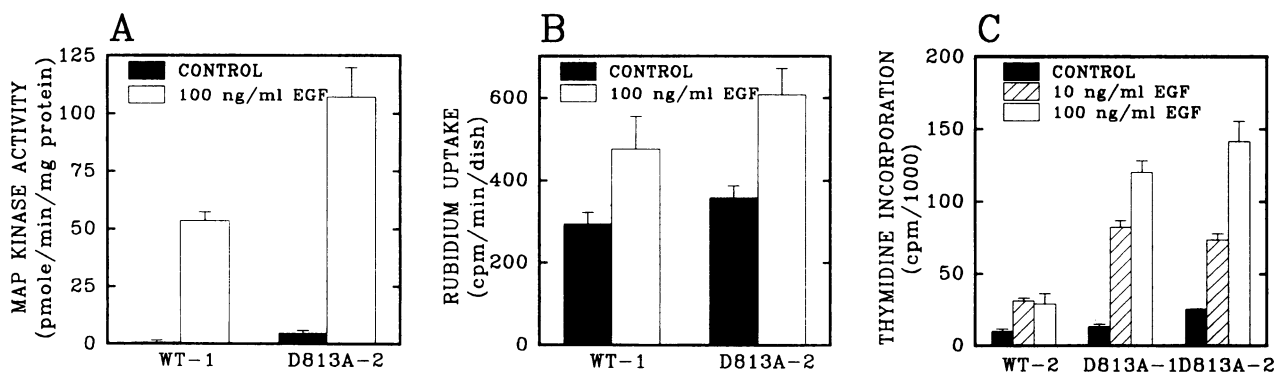 A
MAP KINASE ACTIVITY
(pmole/min/mg protein)
125
100
75
50
25
0
CONTROL
100 ng/ml EGF
WT-1
D813A-2
B
RUBIDIUM UPTAKE
(cpm/min/dish)
600
400
200
0
CONTROL
100 ng/ml EGF
WT-1
D813A-2
C
THYMIDINE INCORPORATION
(cpm/1000)
200
150
100
50
0
CONTROL
10 ng/ml EGF
100 ng/ml EGF
WT-2
D813A-1
D813A-2